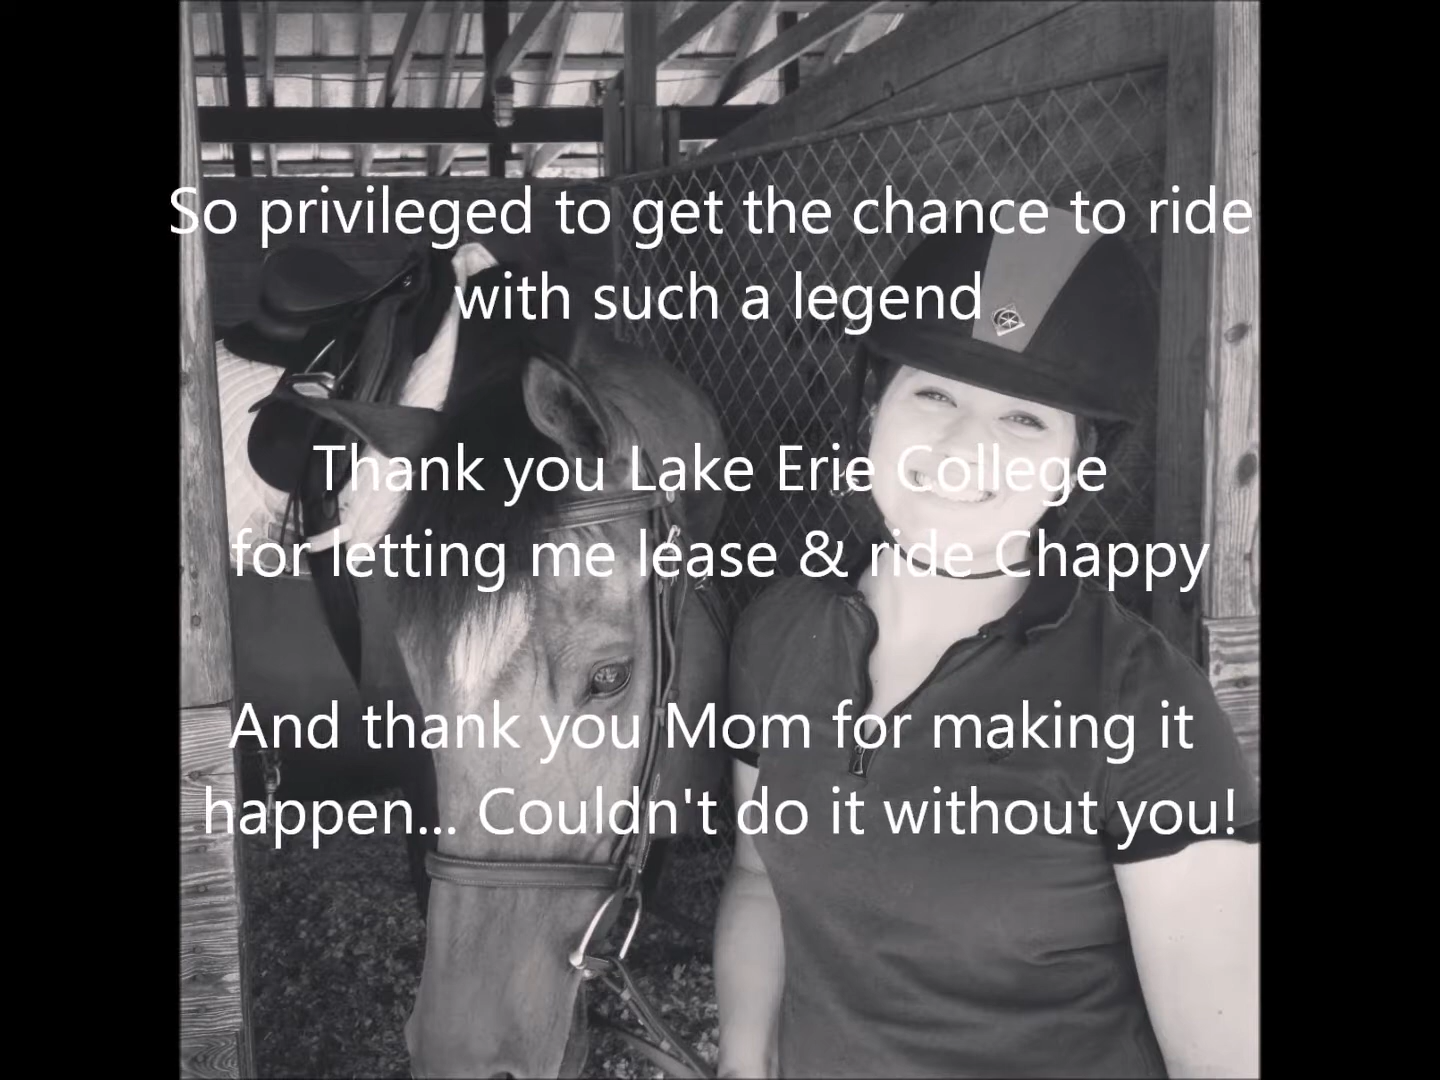 So privileged to get the chance to ride
with such a legend
Thank you Lake Erie College
for letting me lease & ride Chappy
And thank you Mom for making it
happen... Couldn't do it without you!